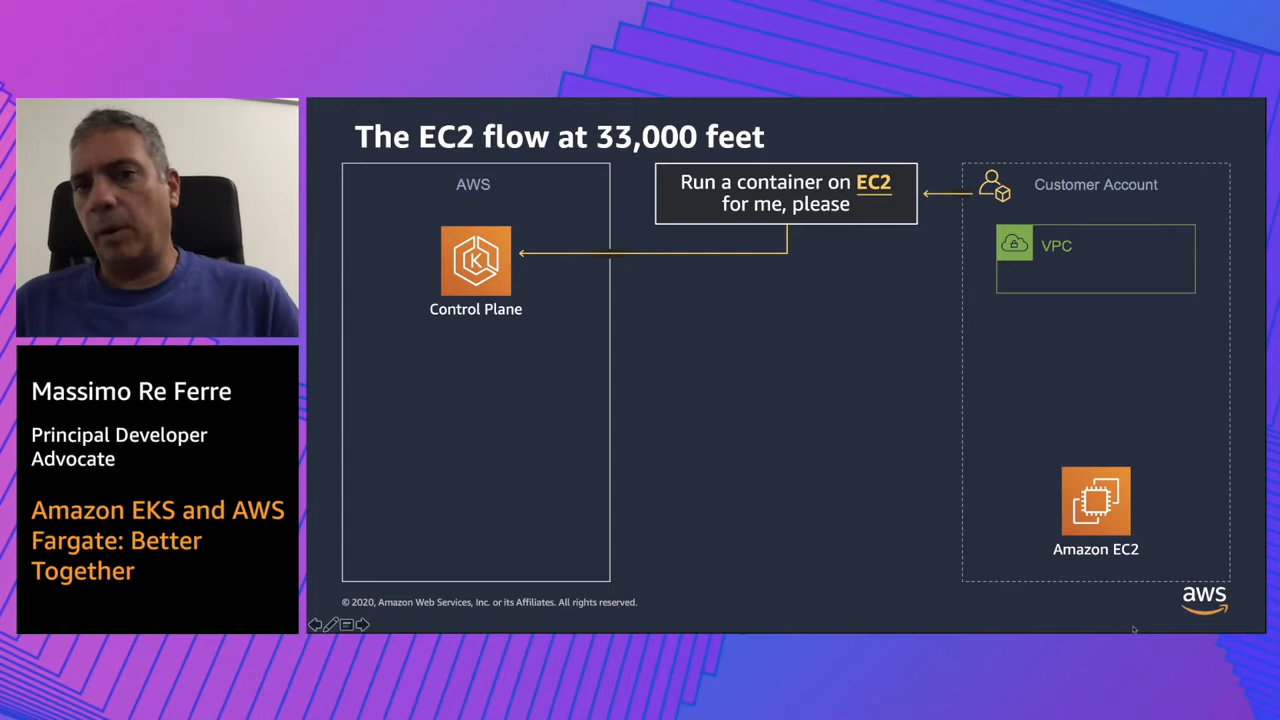 The EC2 flow at 33,000 feet
AWS
Run a container on EC2
for me, please
Customer Account
VPC
K
Control Plane
Amazon EC2
© 2020, Amazon Web Services, Inc. or its Affiliates. All rights reserved.
aws
Massimo Re Ferre
Principal Developer
Advocate
Amazon EKS and AWS
Fargate: Better
Together